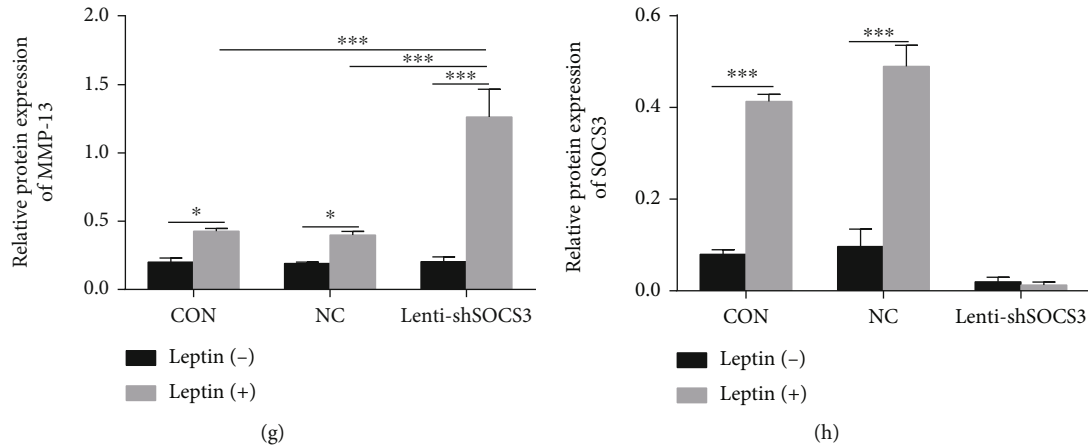 Relative protein expression
of MMP-13
2.0
1.5
1.0
0.5
0.0
***
***
***
*
*
CON
NC
Lenti-shSOCS3
Leptin (–)
Leptin (+)
(g)
Relative protein expression
of SOCS3
0.6
0.4
0.2
0.0
***
***
CON
NC
Lenti-shSOCS3
Leptin (–)
Leptin (+)
(h)